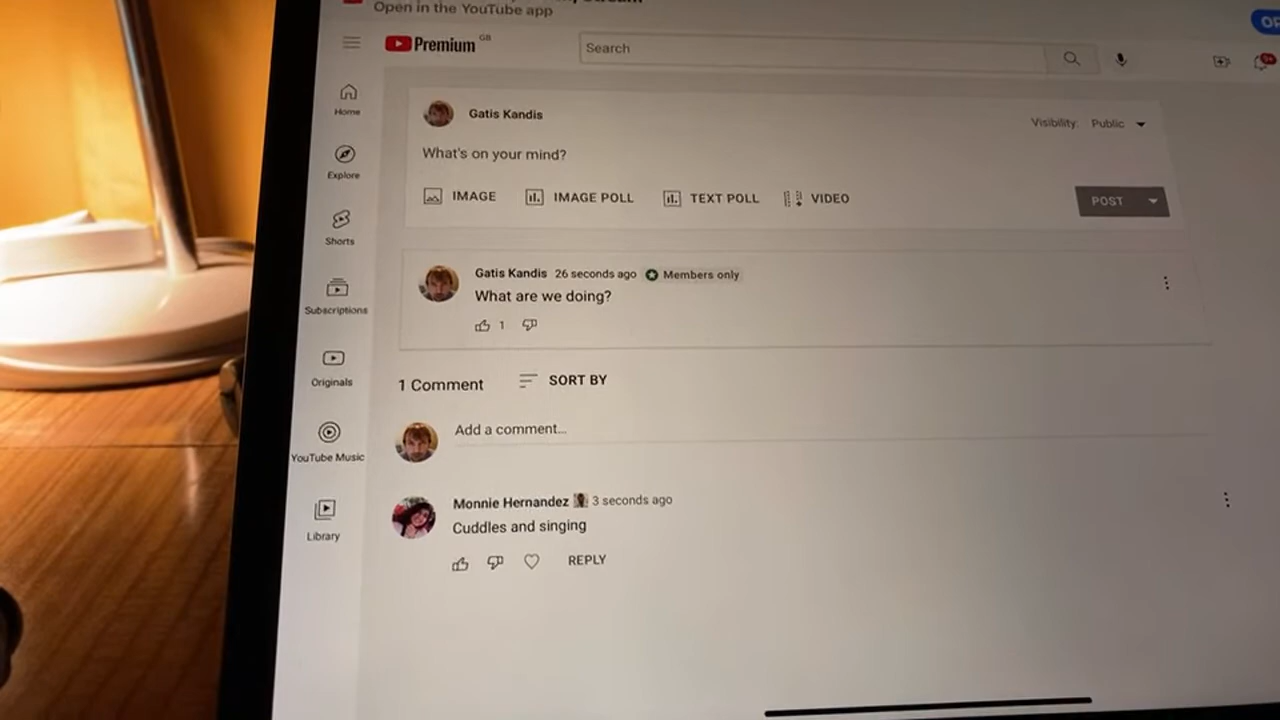 Open in the YouTube app
Premium GB
Search
Home
Explore
Shorts
Subscriptions
Originals
YouTube Music
Library
Gatis Kandis
Visibility: Public
What's on your mind?
IMAGE IMAGE POLL TEXT POLL VIDEO
POST
Gatis Kandis 26 seconds ago Members only
What are we doing?
1
1 Comment SORT BY
Add a comment...
Monnie Hernandez 3 seconds ago
Cuddles and singing
REPLY